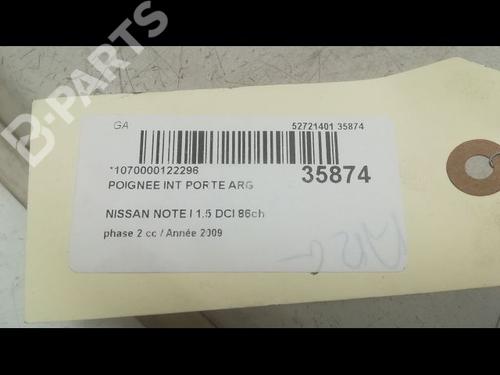 B-PARTS
GA 52721401 35874
*1070000122296
POIGNEE INT PORTE ARG 35874
NISSAN NOTE I 1.5 DCI 86ch
phase 2 cc / Année 2009